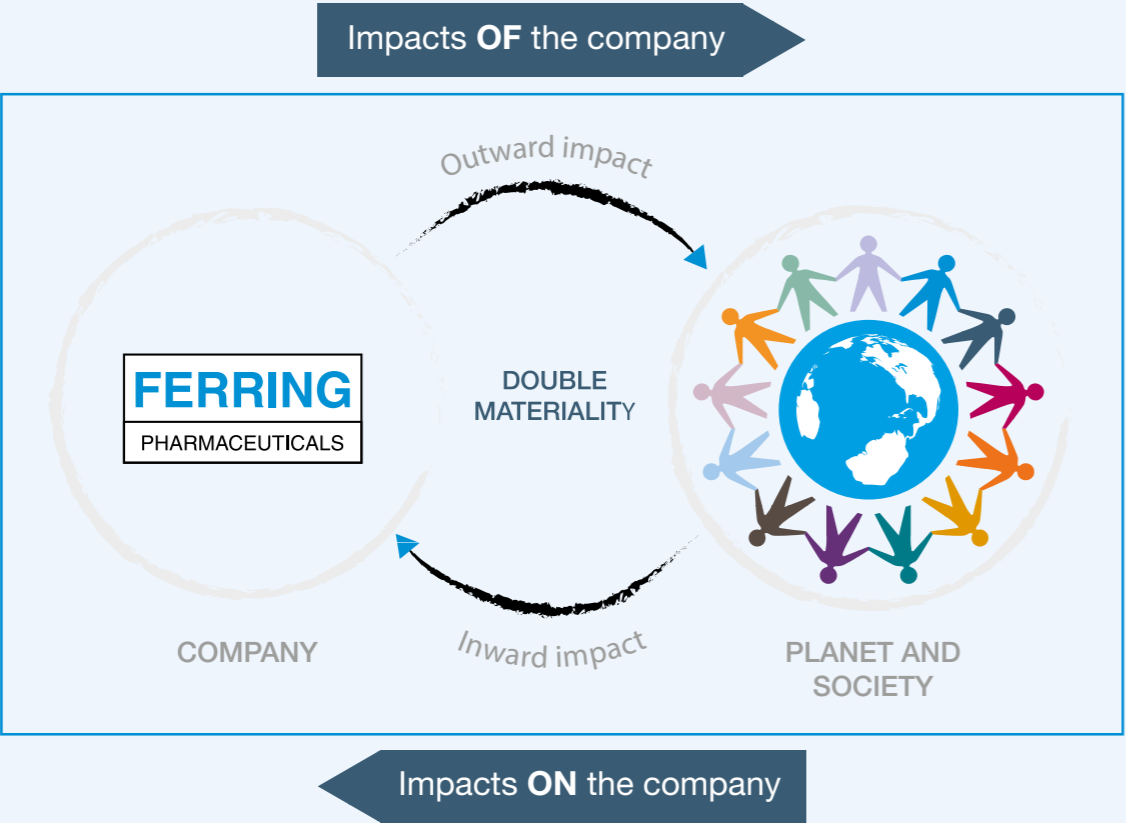 Impacts OF the company
Outward impact
FERRING
PHARMACEUTICALS
DOUBLE
MATERIALITY
Inward impact
COMPANY
PLANET AND
SOCIETY
Impacts ON the company